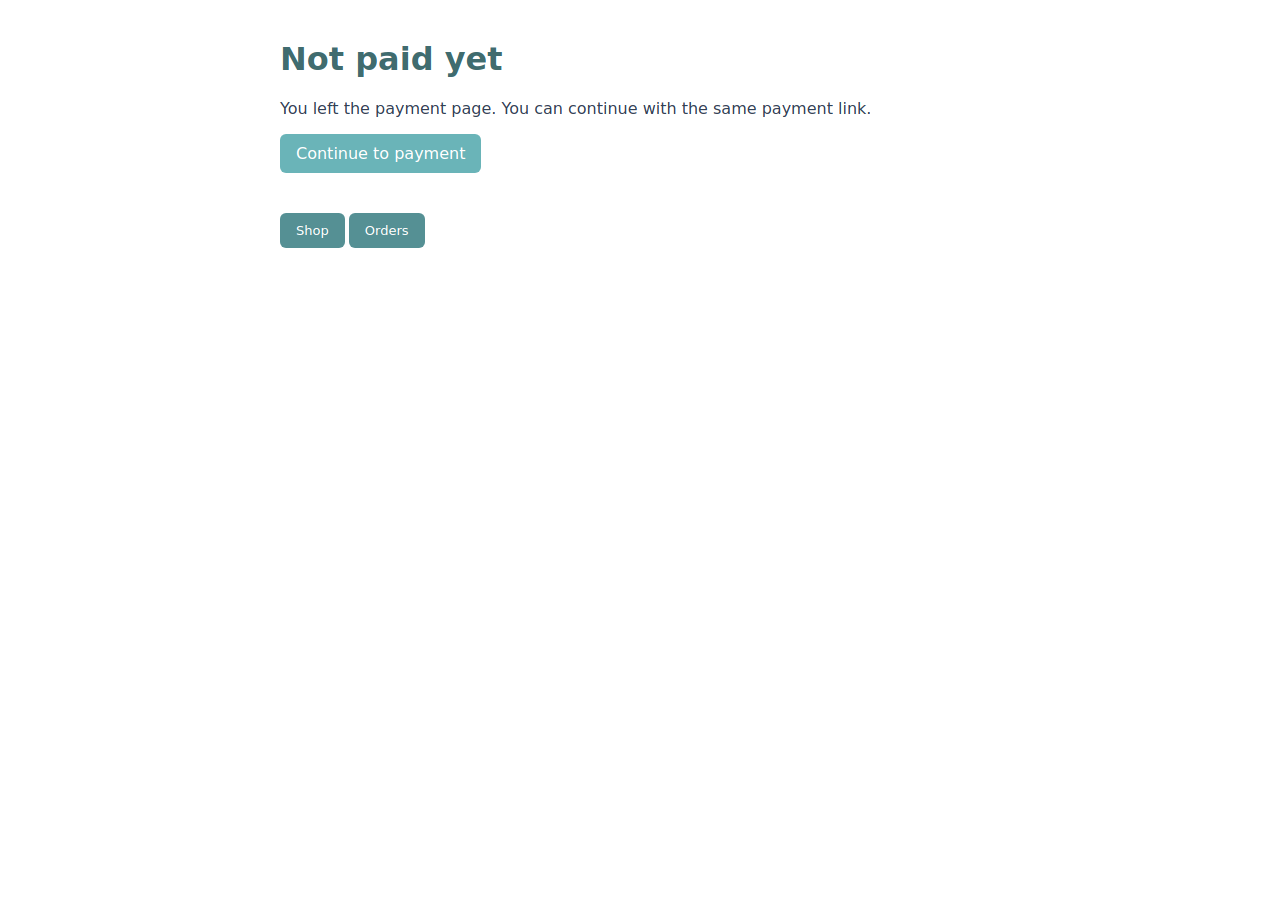 Not paid yet
You left the payment page. You can continue with the same payment link.
Continue to payment
Shop Orders